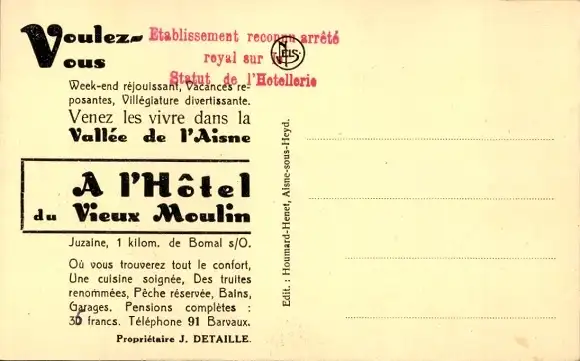 Voulez-
Vous
Etablissement reconnu arrêté
royal sur le
Statut de l'Hotellerie
NELS
Week-end réjouissant, Vacances re-
posantes, Villégiature divertissante.
Venez les vivre dans la
Vallée de l'Aisne
A l'Hôtel
du Vieux Moulin
Juzaine, 1 kilom. de Bomal s/O.
Où vous trouverez tout le confort,
Une cuisine soignée, Des truites
renommées, Pêche réservée, Bains,
Garages. Pensions complètes :
francs. Téléphone 91 Barvaux.
Propriétaire J. DETAILLE.
Edit. : Houmard-Henet, Aisne-sous-Heyd.